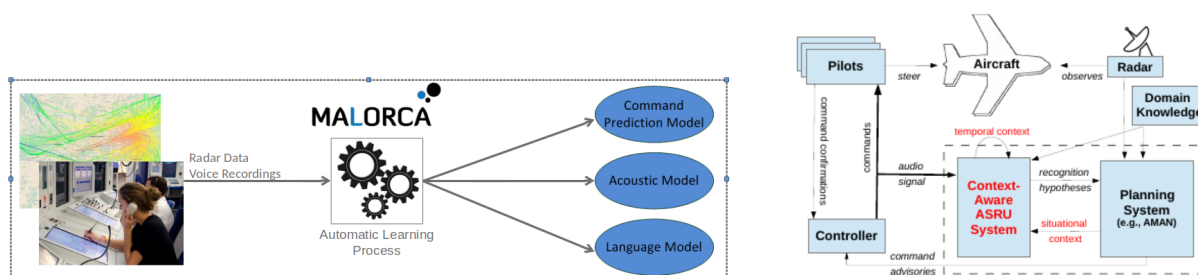 Radar Data
Voice Recordings
MALORCA
Automatic Learning
Process
Command
Prediction Model
Acoustic Model
Language Model
Pilots
steer
Aircraft
observes
Radar
Domain
Knowledge
command confirmations
commands
temporal context
audio
signal
Context-
Aware
ASRU
System
recognition
hypotheses
situational
context
Planning
System
(e.g., AMAN)
Controller
command
advisories